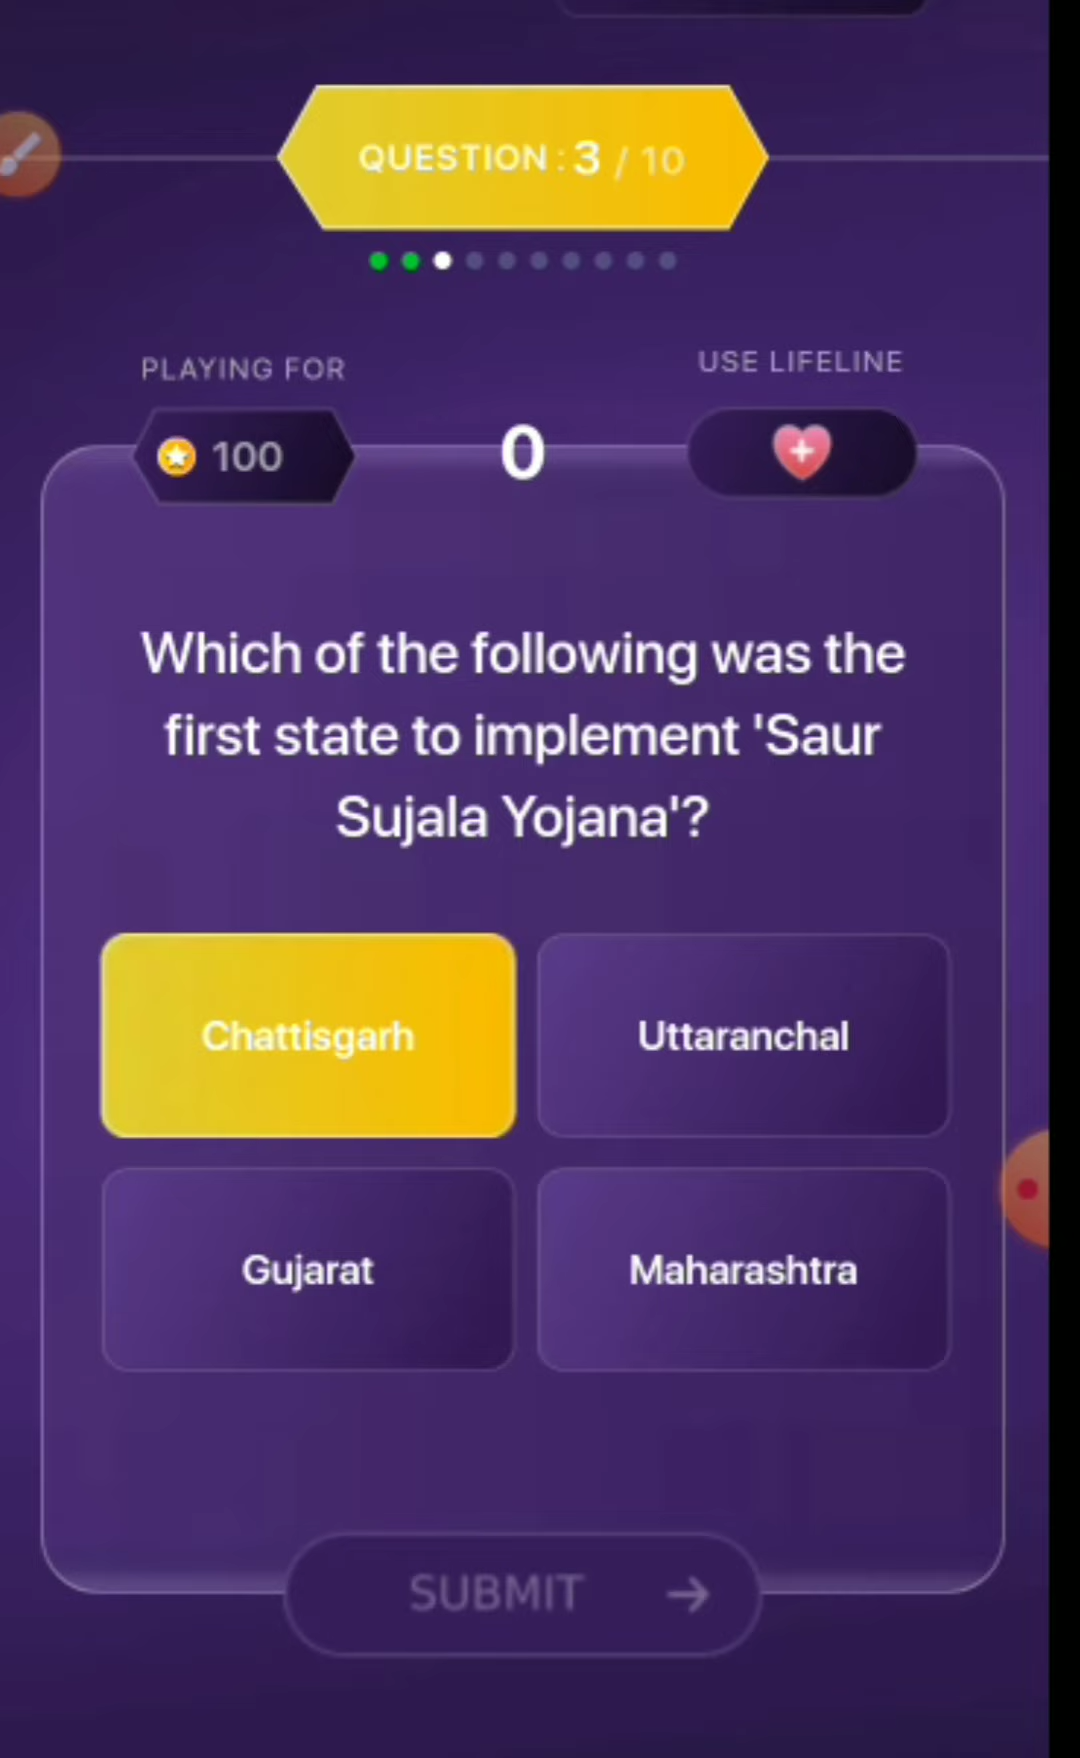 QUESTION : 3 / 10
PLAYING FOR
USE LIFELINE
100
0
Which of the following was the
first state to implement 'Saur
Sujala Yojana'?
Chattisgarh
Uttaranchal
Gujarat
Maharashtra
SUBMIT →